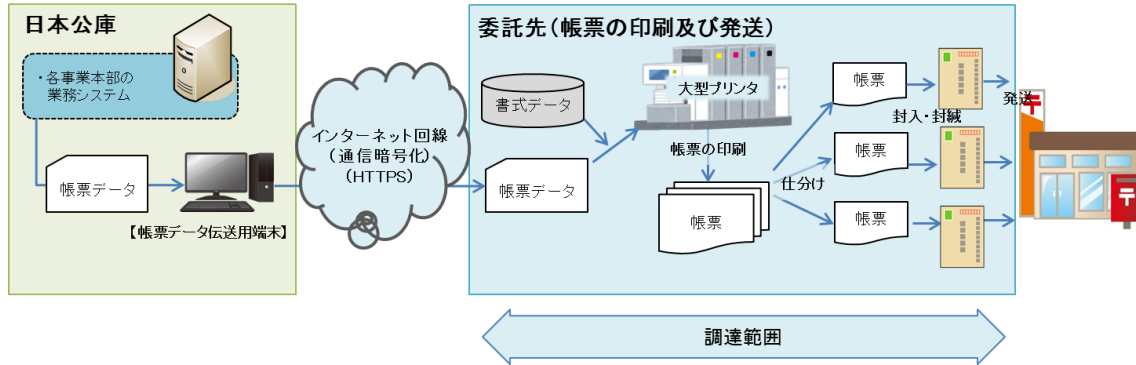 日本公庫
・各事業本部の
業務システム
帳票データ
【帳票データ伝送用端末】
インターネット回線
（通信暗号化）
（HTTPS）
委託先（帳票の印刷及び発送）
書式データ
帳票データ
大型プリンタ
帳票の印刷
帳票
仕分け
帳票
帳票
帳票
封入・封緘
発送
調達範囲